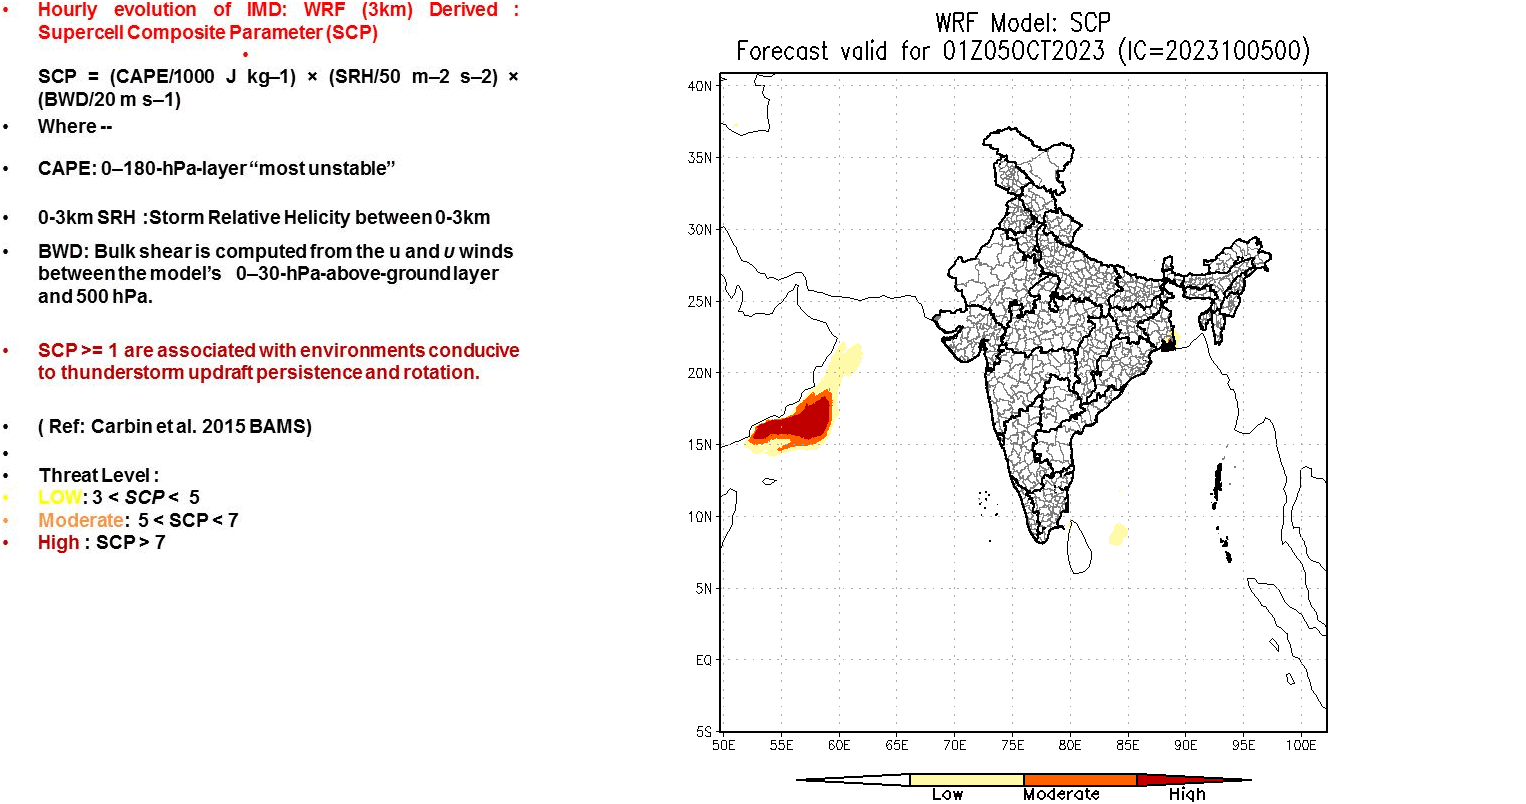 • Hourly evolution of IMD: WRF (3km) Derived :
Supercell Composite Parameter (SCP)
•
SCP = (CAPE/1000 J kg–1) × (SRH/50 m–2 s–2) ×
(BWD/20 m s–1)
• Where --
• CAPE: 0–180-hPa-layer “most unstable”
• 0-3km SRH :Storm Relative Helicity between 0-3km
• BWD: Bulk shear is computed from the u and υ winds
between the model’s 0–30-hPa-above-ground layer
and 500 hPa.
• SCP >= 1 are associated with environments conducive
to thunderstorm updraft persistence and rotation.
• ( Ref: Carbin et al. 2015 BAMS)
•
• Threat Level :
• LOW: 3 < SCP < 5
• Moderate: 5 < SCP < 7
• High : SCP > 7
WRF Model: SCP
Forecast valid for 01Z05OCT2023 (IC=2023100500)
40N
35N
30N
25N
20N
15N
10N
5N
EQ
5S
50E 55E 60E 65E 70E 75E 80E 85E 90E 95E 100E
Low Moderate High